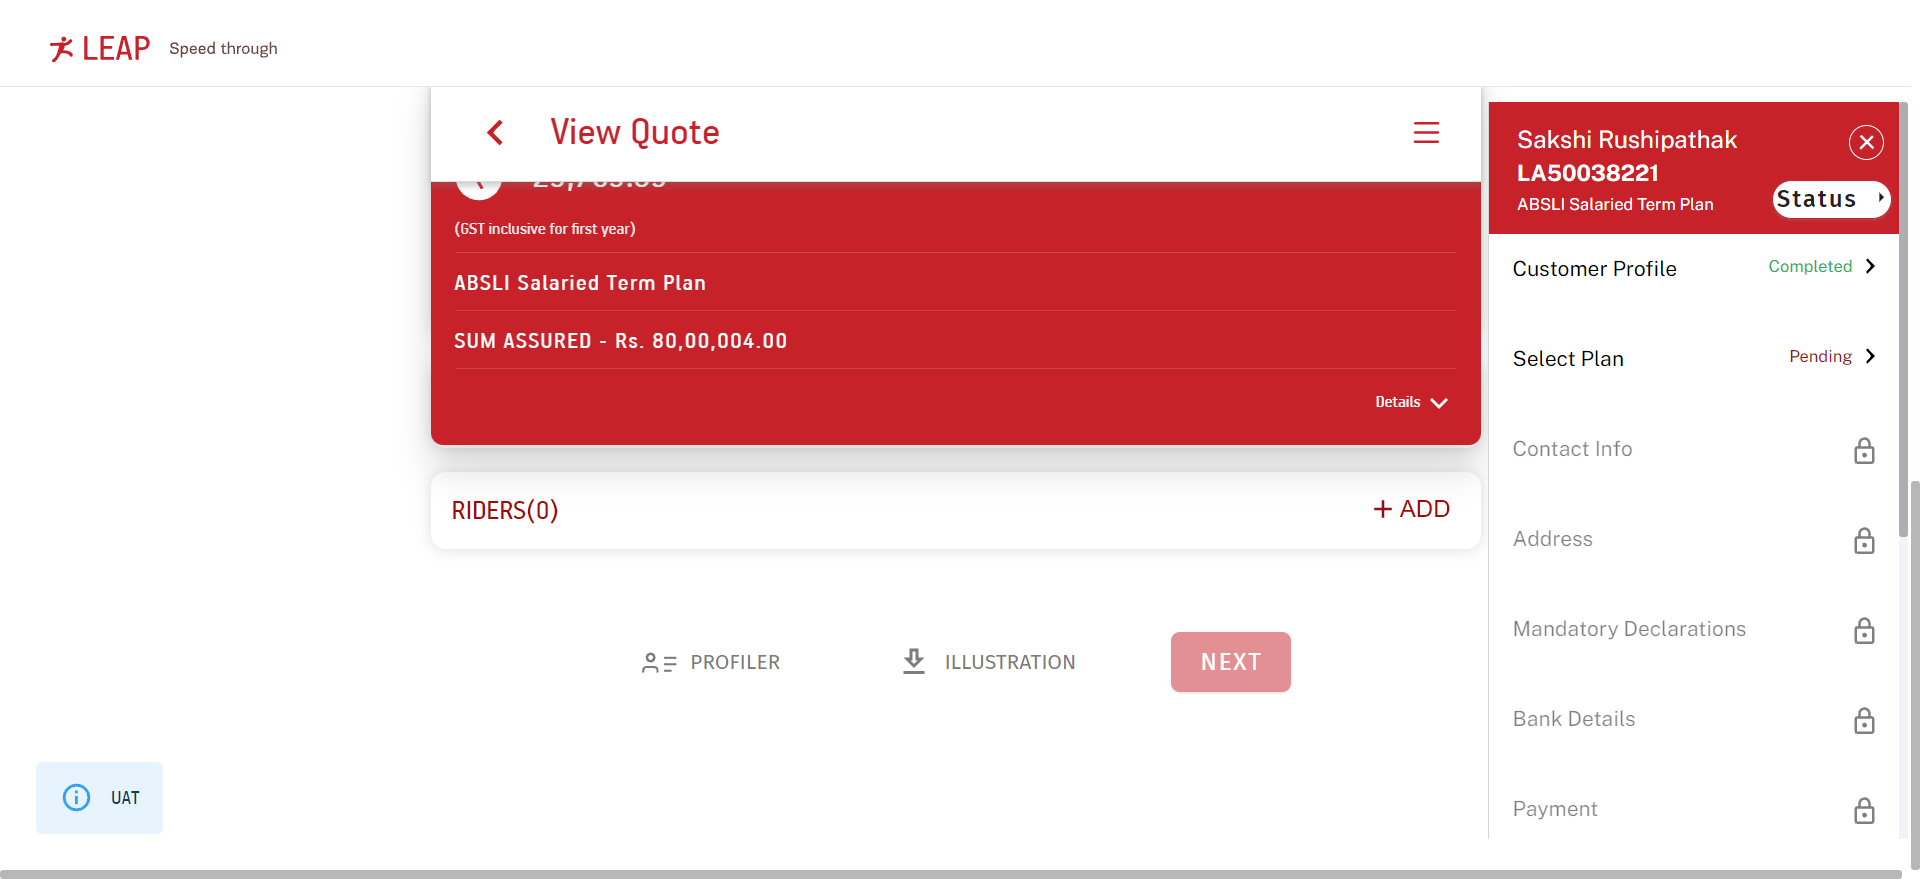 LEAP Speed through
View Quote
(GST inclusive for first year)
ABSLI Salaried Term Plan
SUM ASSURED - Rs. 80,00,004.00
Details
RIDERS(0)
+ ADD
PROFILER
ILLUSTRATION
NEXT
UAT
Sakshi Rushipathak
LA50038221
ABSLI Salaried Term Plan
Status
Customer Profile Completed
Select Plan Pending
Contact Info
Address
Mandatory Declarations
Bank Details
Payment